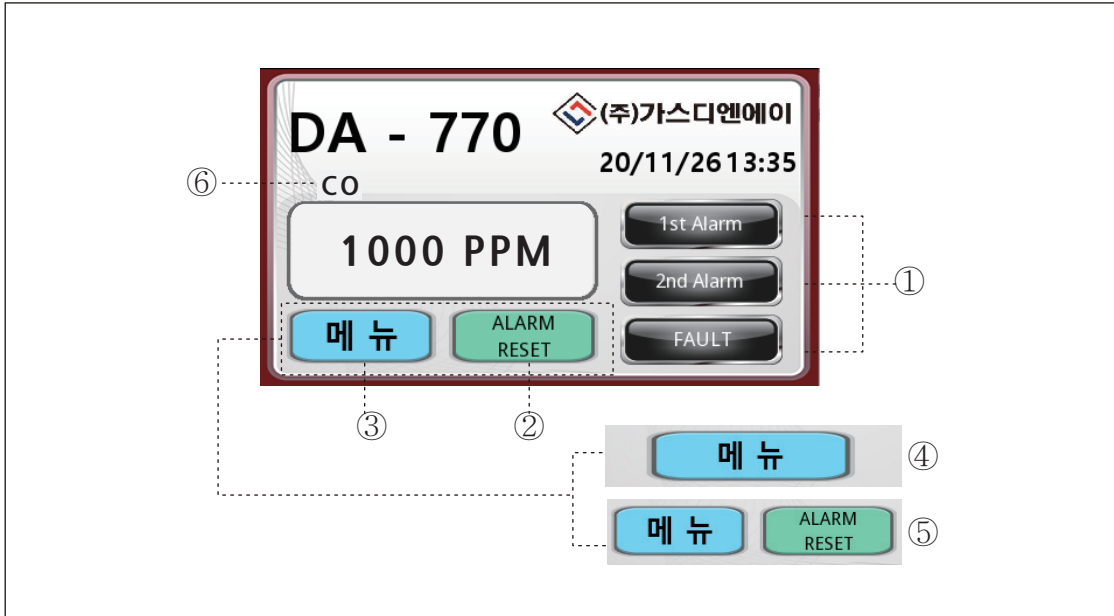 DA - 770
(주)가스디엔에이
20/11/26 13:35
⑥
CO
1000 PPM
1st Alarm
2nd Alarm
FAULT
①
메 뉴
ALARM
RESET
③
②
메 뉴
④
메 뉴
ALARM
RESET
⑤